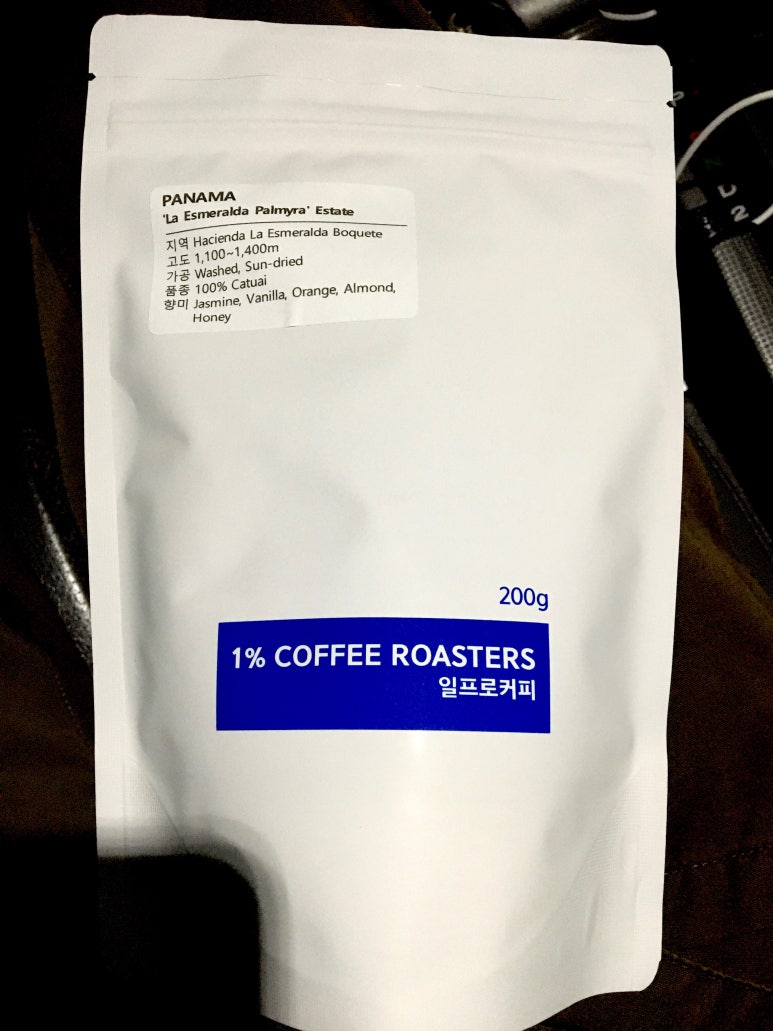 PANAMA
'La Esmeralda Palmyra' Estate
지역 Hacienda La Esmeralda Boquete
고도 1,100~1,400m
가공 Washed, Sun-dried
품종 100% Catuai
향미 Jasmine, Vanilla, Orange, Almond,
Honey
200g
1% COFFEE ROASTERS
일프로커피